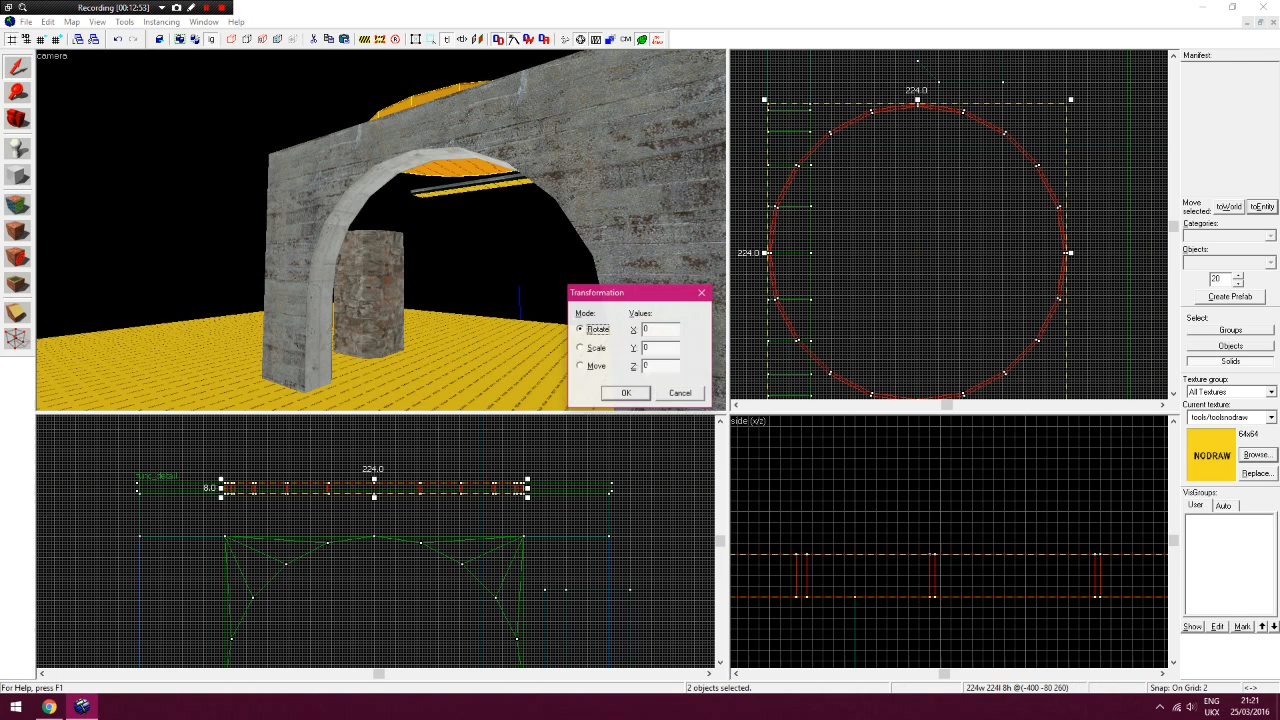 Recording [00:12:53]
File Edit Map View Tools Instancing Window Help
camera
224.0
224.0
Transformation
Mode: Values:
Rotate X 0
Scale Y 0
Move Z 0
OK Cancel
func_detail
224.0
8.0
side (x/z)
Manifest:
Move selected: toWorld toEntity
Categories:
Objects:
20
Create Prefab
Select:
Groups
Objects
Solids
Texture group:
All Textures
Current texture:
tools/toolsnodraw
64x64
NODRAW
Browse...
Replace...
VisGroups:
User Auto
Show Edit Mark
For Help, press F1
2 objects selected.
224w 224l 8h @(-400 -80 260)
Snap: On Grid: 2
<->
ENG
UKX
21:21
25/03/2016